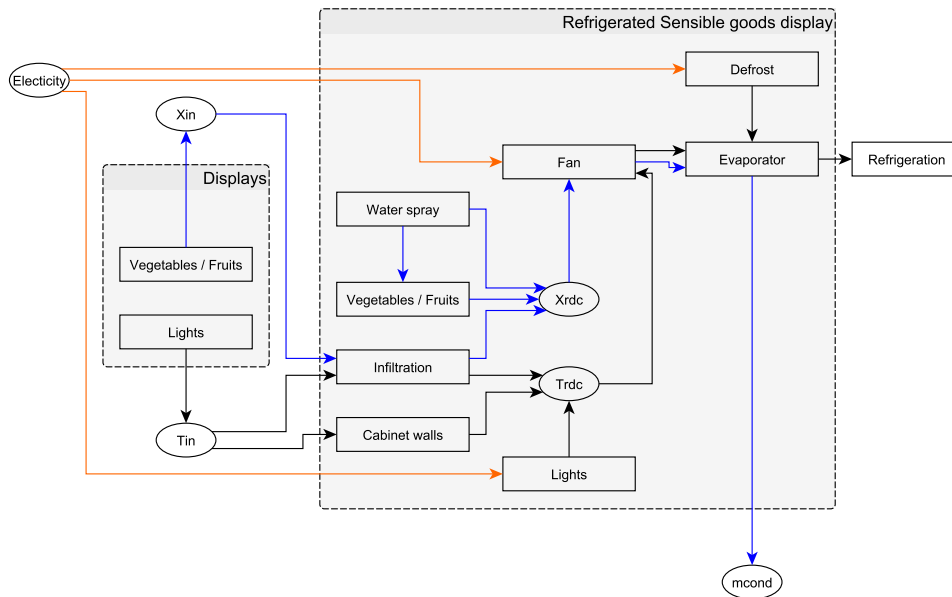 Refrigerated Sensible goods display
Electicity
Defrost
Xin
Fan
Evaporator
Refrigeration
Displays
Water spray
Vegetables / Fruits
Vegetables / Fruits
Xrdc
Lights
Infiltration
Trdc
Tin
Cabinet walls
Lights
mcond